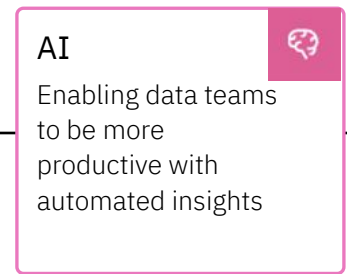 AI
Enabling data teams
to be more
productive with
automated insights